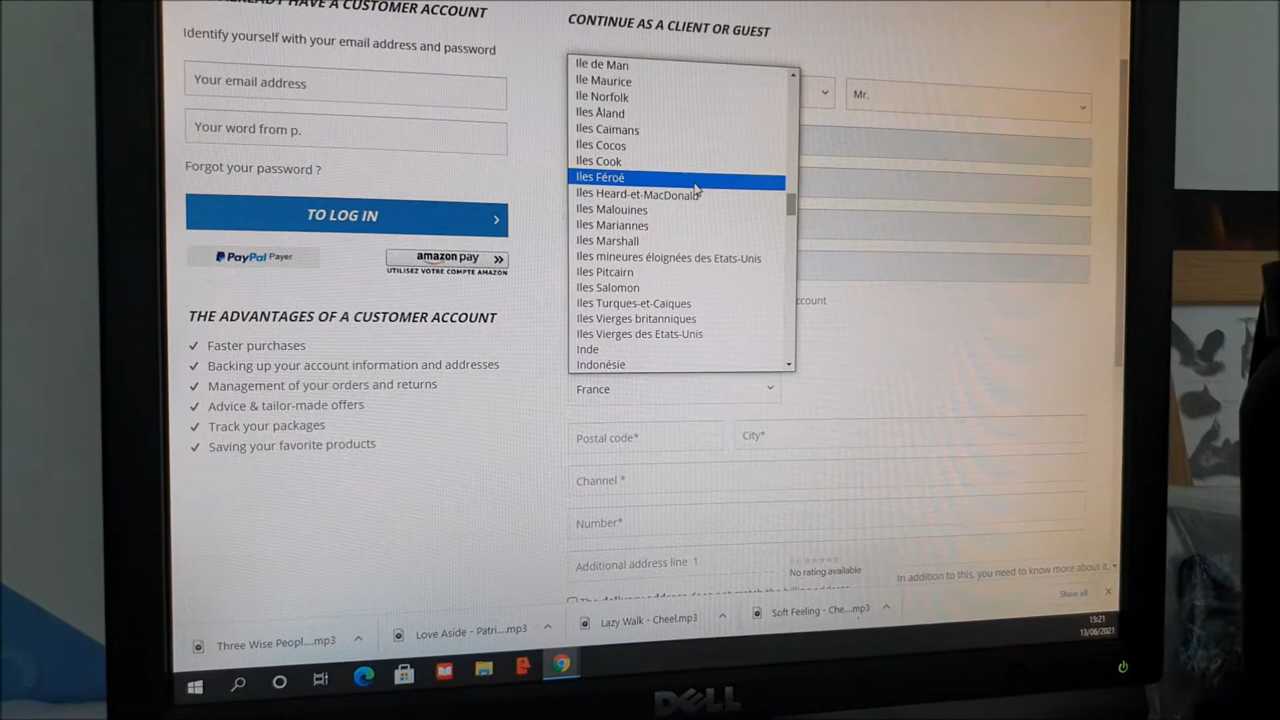 ALREADY HAVE A CUSTOMER ACCOUNT
Identify yourself with your email address and password
Your email address
Your word from p.
Forgot your password ?
TO LOG IN
PayPal Payer
amazon pay
UTILISEZ VOTRE COMPTE AMAZON
THE ADVANTAGES OF A CUSTOMER ACCOUNT
Faster purchases
Backing up your account information and addresses
Management of your orders and returns
Advice & tailor-made offers
Track your packages
Saving your favorite products
CONTINUE AS A CLIENT OR GUEST
Mr.
Ile de Man
Ile Maurice
Ile Norfolk
Iles Åland
Iles Caïmans
Iles Cocos
Iles Cook
Iles Féroé
Iles Heard-et-MacDonald
Iles Malouines
Iles Mariannes
Iles Marshall
Iles mineures éloignées des Etats-Unis
Iles Pitcairn
Iles Salomon
Iles Turques-et-Caïques
Iles Vierges britanniques
Iles Vierges des Etats-Unis
Inde
Indonésie
ccount
France
Postal code*
City*
Channel *
Number*
Additional address line 1
No rating available
In addition to this, you need to know more about it.
Show all
Three Wise Peopl....mp3
Love Aside - Patri....mp3
Lazy Walk - Cheel.mp3
Soft Feeling - Che....mp3
15:21
13/06/2021
DELL